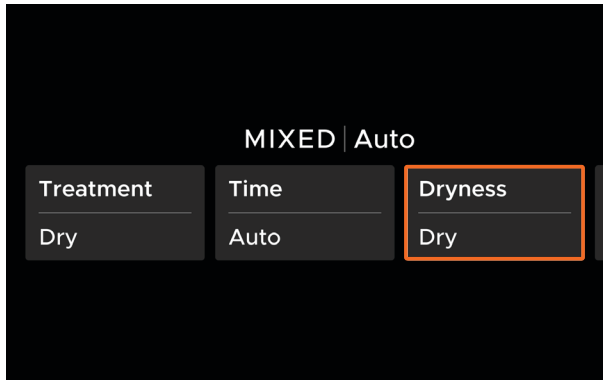 MIXED | Auto
Treatment
Dry
Time
Auto
Dryness
Dry